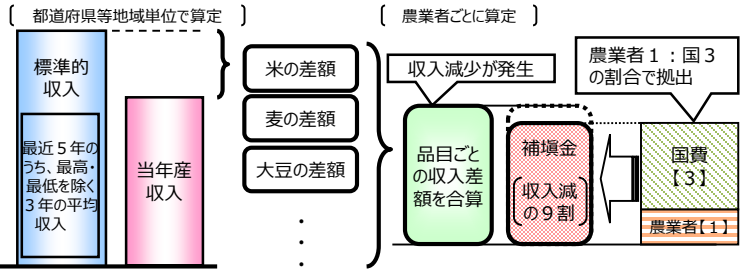 〔 都道府県等地域単位で算定 〕
〔 農業者ごとに算定 〕
標準的
収入
最近５年の
うち、最高・
最低を除く
３年の平均
収入
当年産
収入
米の差額
麦の差額
大豆の差額
・
・
・
収入減少が発生
品目ごと
の収入差
額を合算
補塡金
収入減
の９割
農業者１：国３
の割合で拠出
国費
【３】
農業者【１】